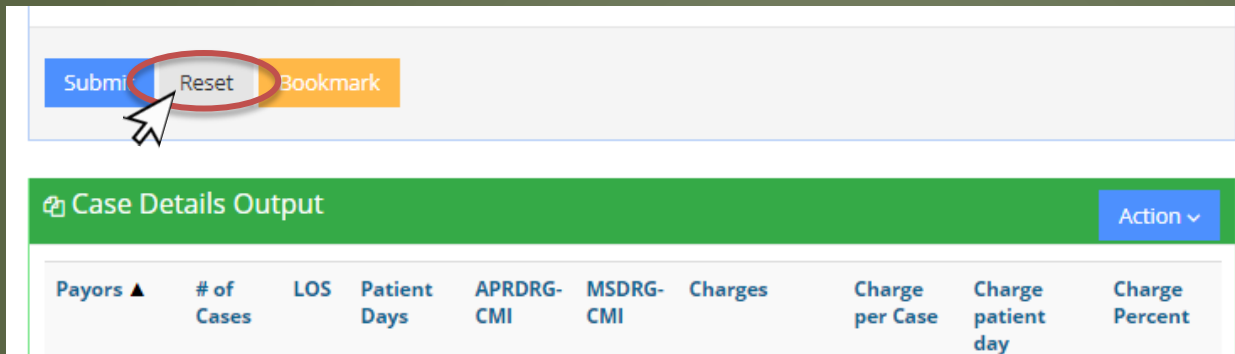 Submit Reset Bookmark
Case Details Output
Action
Payors ▲ # of Cases LOS Patient Days APRDRG-CMI MSDRG-CMI Charges Charge per Case Charge patient day Charge Percent